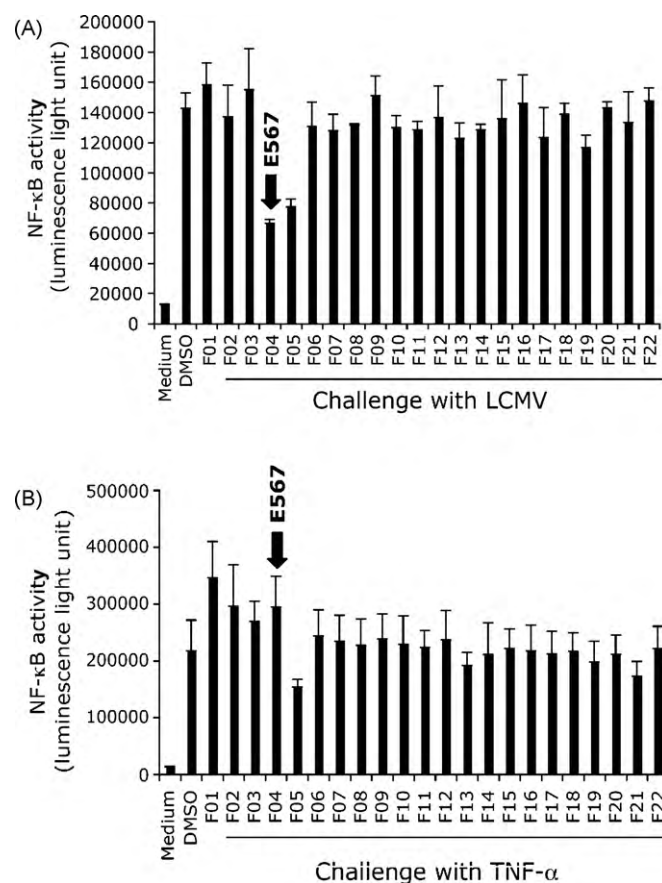 (A)
NF-κB activity
(luminescence light unit)
200000
180000
160000
140000
120000
100000
80000
60000
40000
20000
0
E567
Medium
DMSO
F01
F02
F03
F04
F05
F06
F07
F08
F09
F10
F11
F12
F13
F14
F15
F16
F17
F18
F19
F20
F21
F22
Challenge with LCMV
(B)
NF-κB activity
(luminescence light unit)
500000
400000
300000
200000
100000
0
E567
Medium
DMSO
F01
F02
F03
F04
F05
F06
F07
F08
F09
F10
F11
F12
F13
F14
F15
F16
F17
F18
F19
F20
F21
F22
Challenge with TNF-α